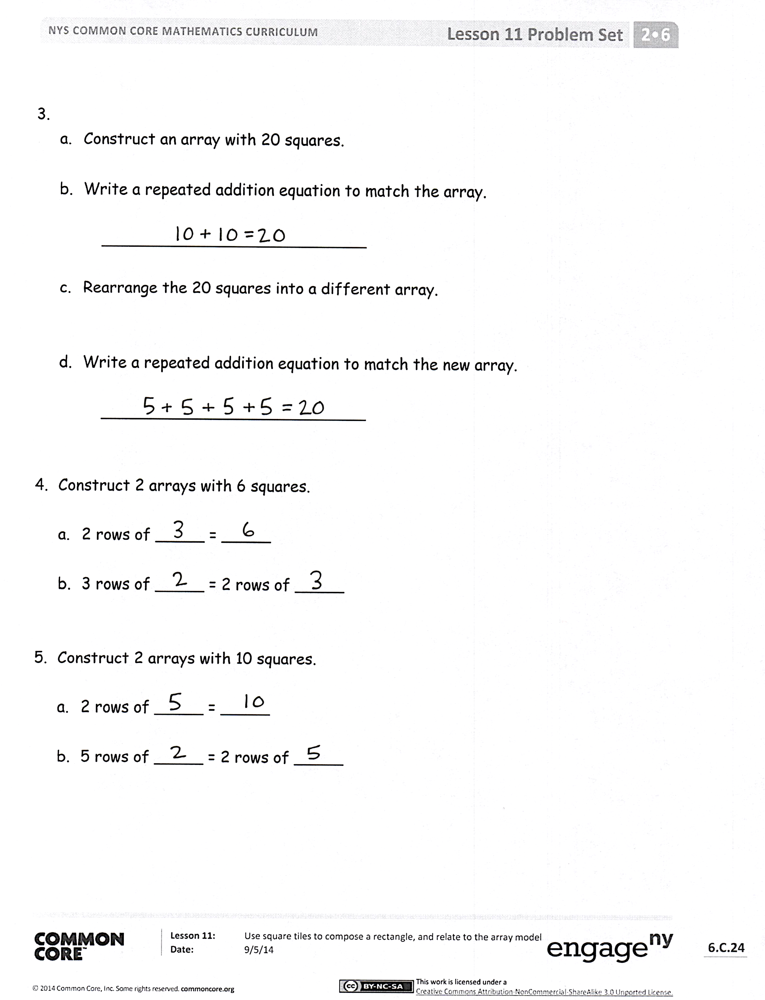 NYS COMMON CORE MATHEMATICS CURRICULUM
Lesson 11 Problem Set
2•6
3.
a. Construct an array with 20 squares.
b. Write a repeated addition equation to match the array.
10 + 10 = 20
c. Rearrange the 20 squares into a different array.
d. Write a repeated addition equation to match the new array.
5 + 5 + 5 + 5 = 20
4. Construct 2 arrays with 6 squares.
a. 2 rows of 3 = 6
b. 3 rows of 2 = 2 rows of 3
5. Construct 2 arrays with 10 squares.
a. 2 rows of 5 = 10
b. 5 rows of 2 = 2 rows of 5
COMMON
CORE™
Lesson 11: Use square tiles to compose a rectangle, and relate to the array model
Date: 9/5/14
engageny
6.C.24
© 2014 Common Core, Inc. Some rights reserved. commoncore.org
(cc) BY-NC-SA
This work is licensed under a
Creative Commons Attribution-NonCommercial-ShareAlike 3.0 Unported License.